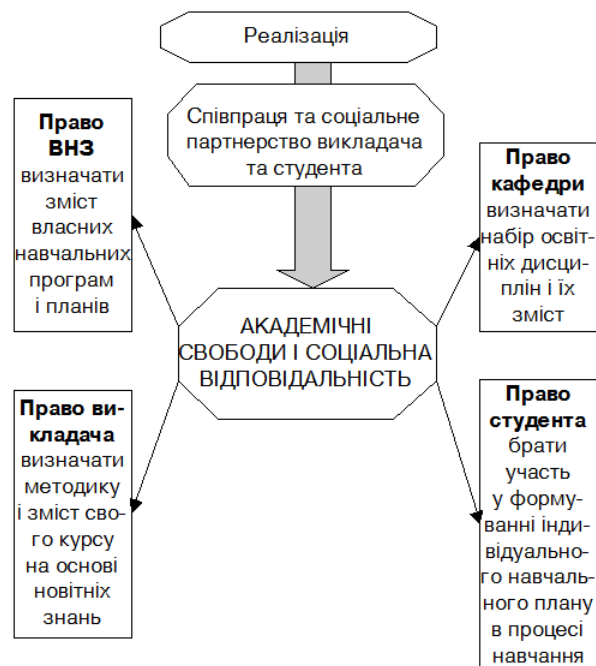 Реалізація
Співпраця та соціальне
партнерство викладача
та студента
Право
ВНЗ
визначати
зміст
власних
навчальних
програм
і планів
Право
кафедри
визначати
набір освіт-
ніх дисци-
плін і їх
зміст
АКАДЕМІЧНІ
СВОБОДИ І СОЦІАЛЬНА
ВІДПОВІДАЛЬНІСТЬ
Право ви-
кладача
визначати
методику
і зміст сво-
го курсу
на основі
новітніх
знань
Право
студента
брати
участь
у форму-
ванні інди-
відуально-
го навчаль-
ного плану
в процесі
навчання